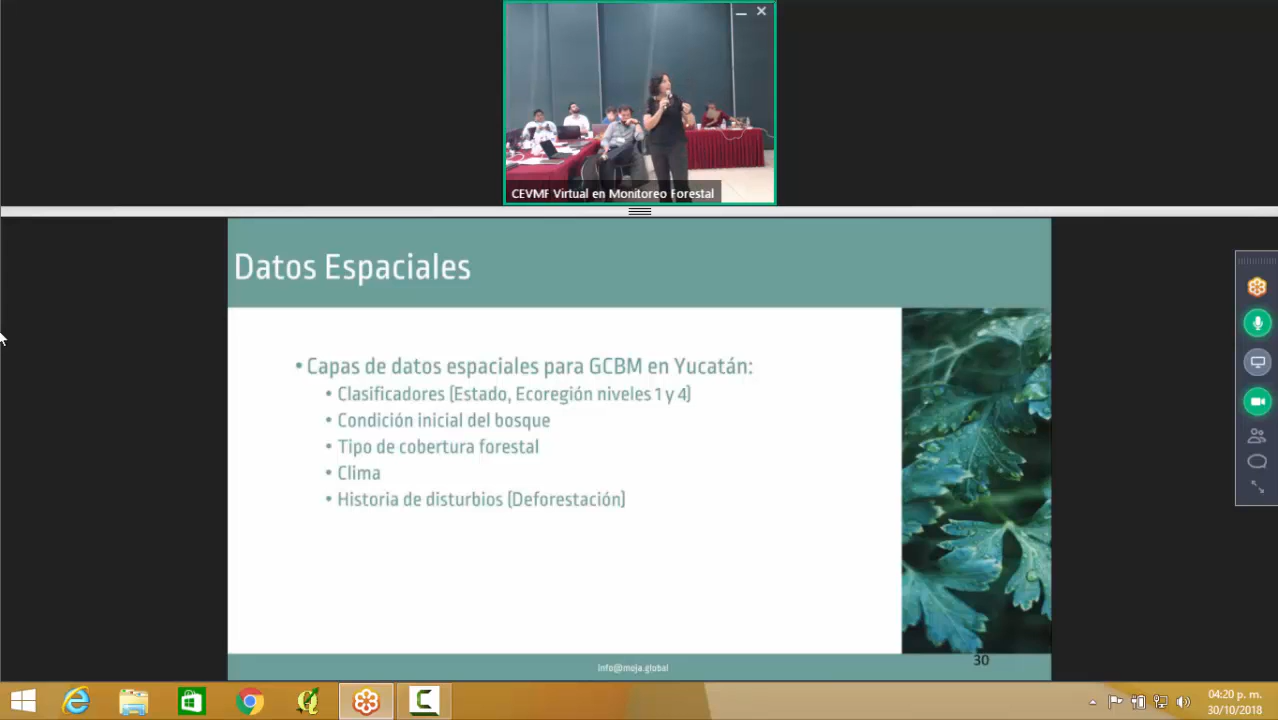 CEVMF Virtual en Monitoreo Forestal
Datos Espaciales
• Capas de datos espaciales para GCBM en Yucatán:
• Clasificadores (Estado, Ecoregión niveles 1 y 4)
• Condición inicial del bosque
• Tipo de cobertura forestal
• Clima
• Historia de disturbios (Deforestación)
info@moja.global
30
04:20 p. m.
30/10/2018